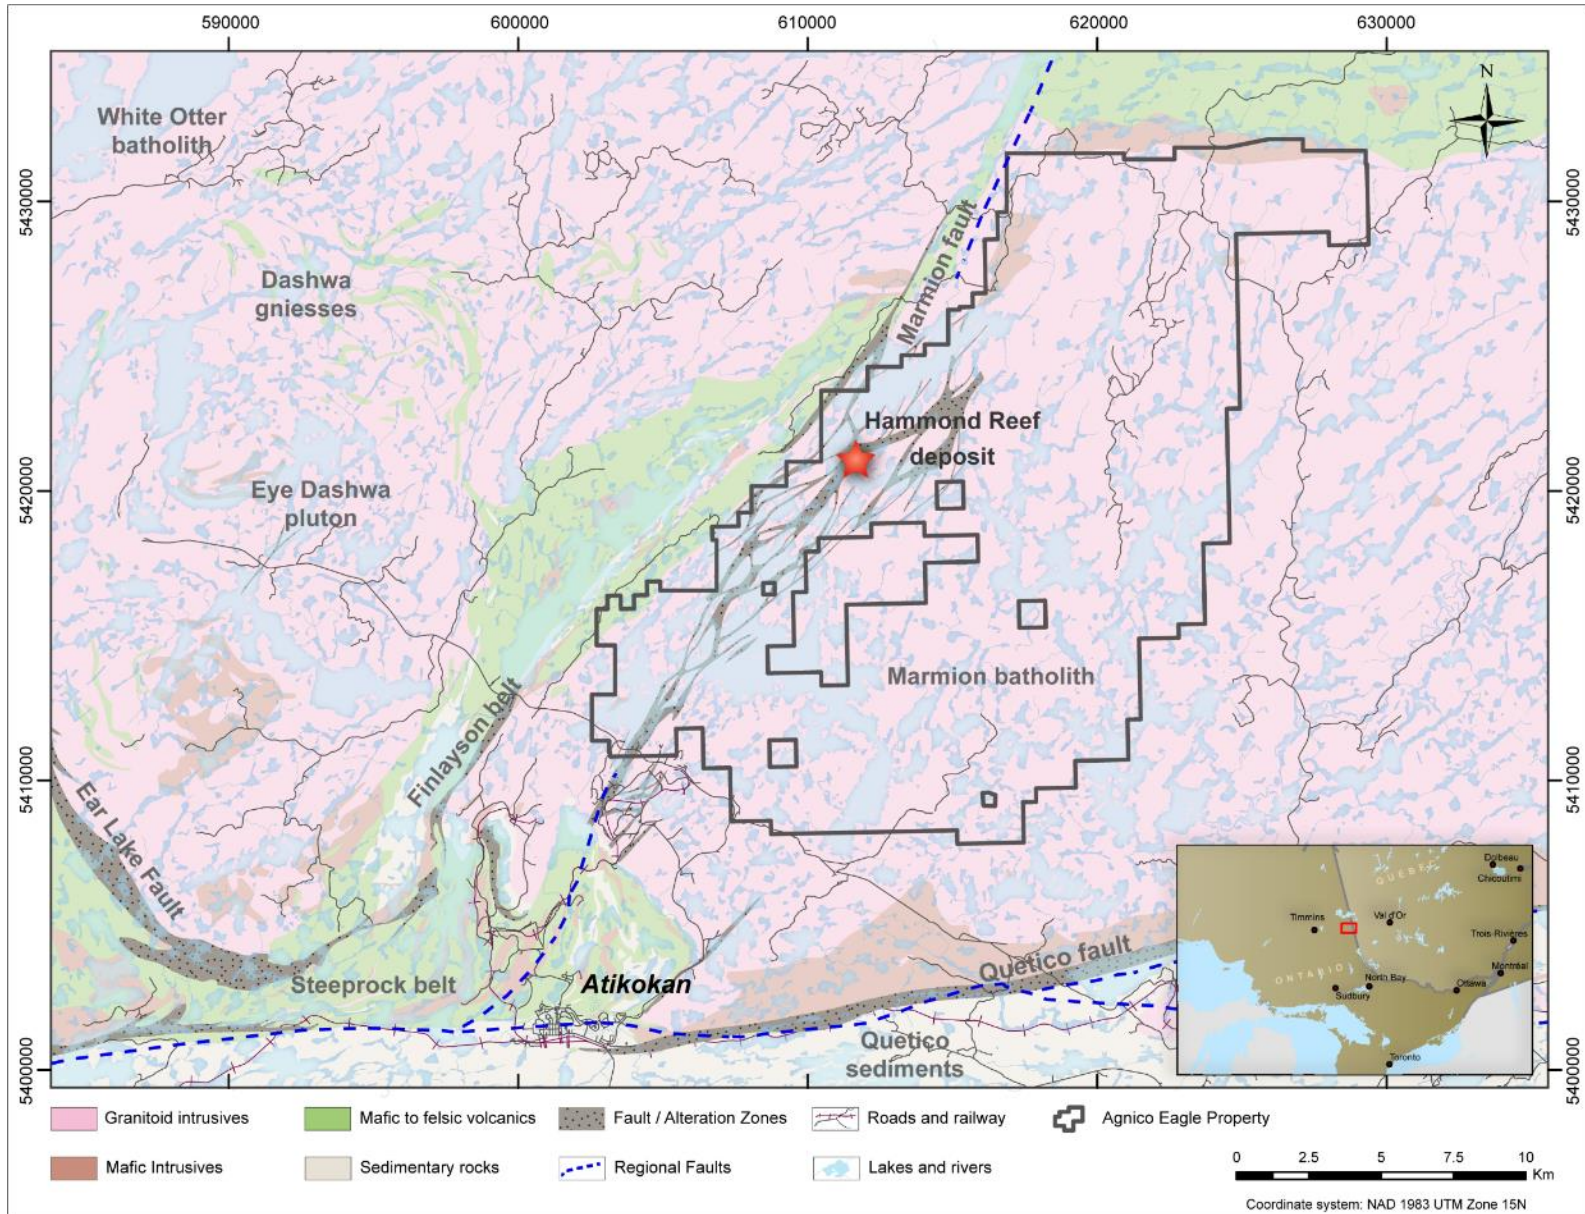 590000
600000
610000
620000
630000
N
White Otter
batholith
5430000
5430000
Marmion fault
Dashwa
gniesses
Hammond Reef
deposit
5420000
5420000
Eye Dashwa
pluton
Marmion batholith
Finlayson belt
5410000
5410000
Ear Lake Fault
Steeprock belt
Atikokan
Quetico fault
Quetico
sediments
5400000
5400000
Dolbeau
Chicoutimi
QUEBEC
Timmins
Val d'Or
Trois-Rivières
Montréal
ONTARIO
North Bay
Ottawa
Sudbury
Toronto
Granitoid intrusives
Mafic to felsic volcanics
Fault / Alteration Zones
Roads and railway
Agnico Eagle Property
Mafic Intrusives
Sedimentary rocks
Regional Faults
Lakes and rivers
0 2.5 5 7.5 10
Km
Coordinate system: NAD 1983 UTM Zone 15N